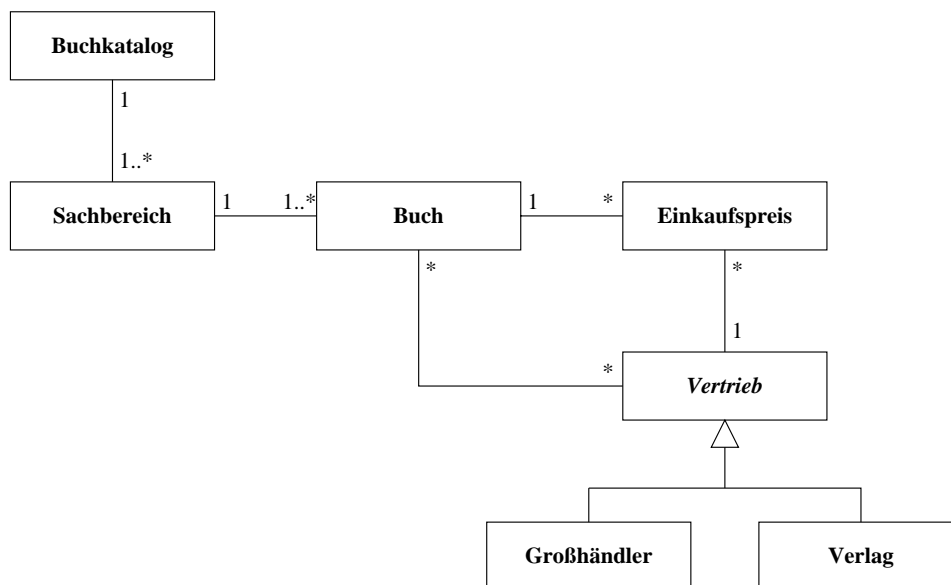 Buchkatalog
1
1..*
Sachbereich
1
1..*
Buch
1
*
Einkaufspreis
*
*
1
*
Vertrieb
Großhändler
Verlag